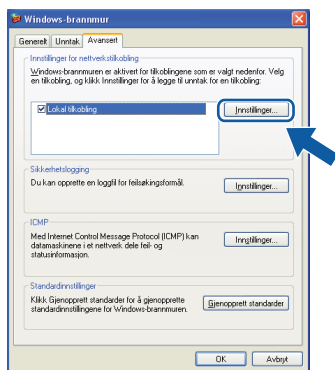 Windows-brannmur
Generelt Unntak Avansert
Innstillinger for nettverkstilkobling
Windows-brannmuren er aktivert for tilkoblingene som er valgt nedenfor. Velg
en tilkobling, og klikk Innstillinger for å legge til unntak for en tilkobling:
Lokal tilkobling
Innstillinger...
Sikkerhetslogging
Du kan opprette en loggfil for feilsøkingsformål.
Innstillinger...
ICMP
Med Internet Control Message Protocol (ICMP) kan
datamaskinene i et nettverk dele feil- og
statusinformasjon.
Innstillinger...
Standardinnstillinger
Klikk Gjenopprett standarder for å gjenopprette
standardinnstillingene for Windows-brannmuren.
Gjenopprett standarder
OK Avbryt